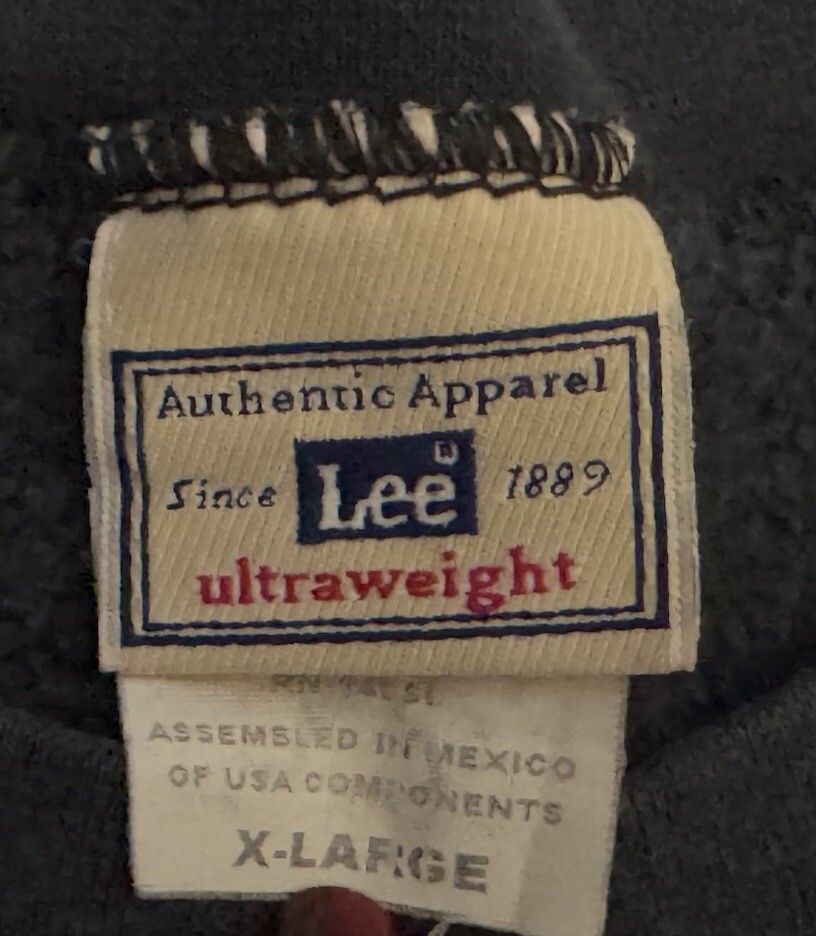 Authentic Apparel
Since Lee® 1889
ultraweight
ASSEMBLED IN MEXICO
OF USA COMPONENTS
X-LARGE